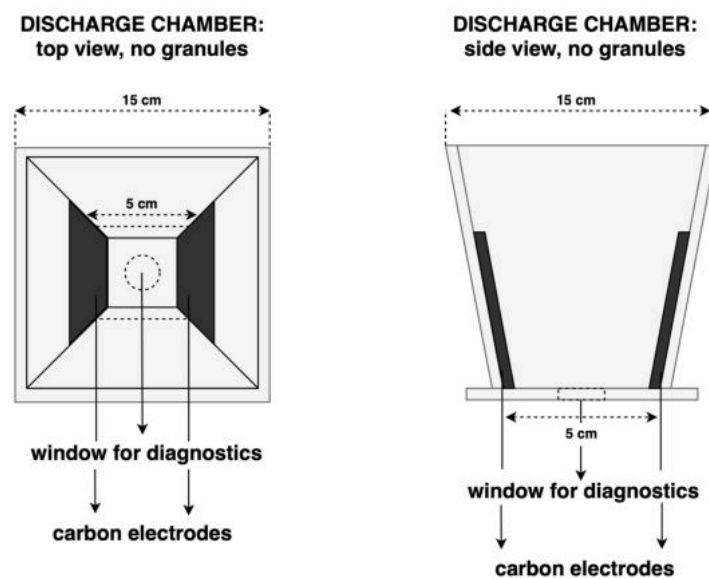 DISCHARGE CHAMBER:
top view, no granules
15 cm
5 cm
window for diagnostics
carbon electrodes
DISCHARGE CHAMBER:
side view, no granules
15 cm
5 cm
window for diagnostics
carbon electrodes